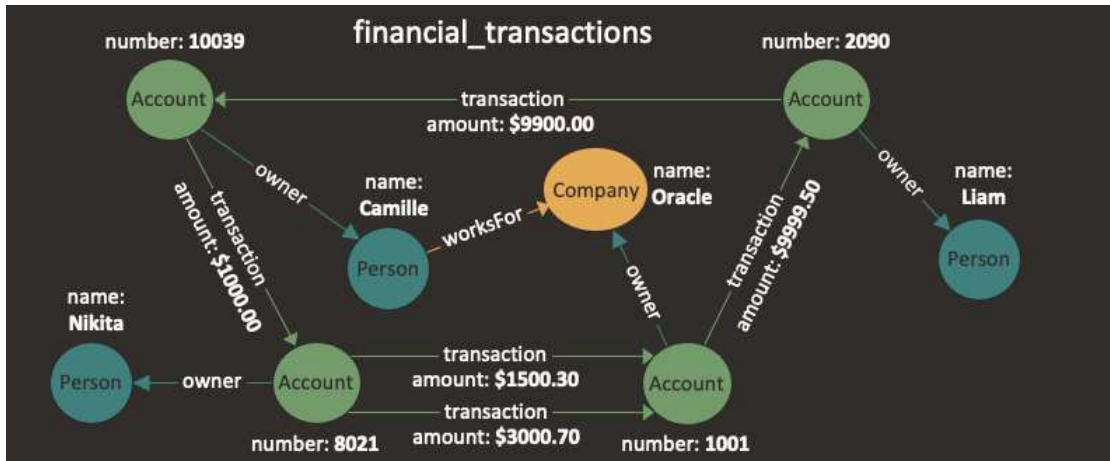 financial_transactions
number: 10039
number: 2090
Account
transaction
amount: $9900.00
Account
owner
name:
Camille
Company
name:
Oracle
owner
name:
Liam
transaction
amount: $1000.00
Person
worksFor
transaction
amount: $9999.50
Person
name:
Nikita
owner
Person
owner
Account
transaction
amount: $1500.30
transaction
amount: $3000.70
Account
number: 8021
number: 1001